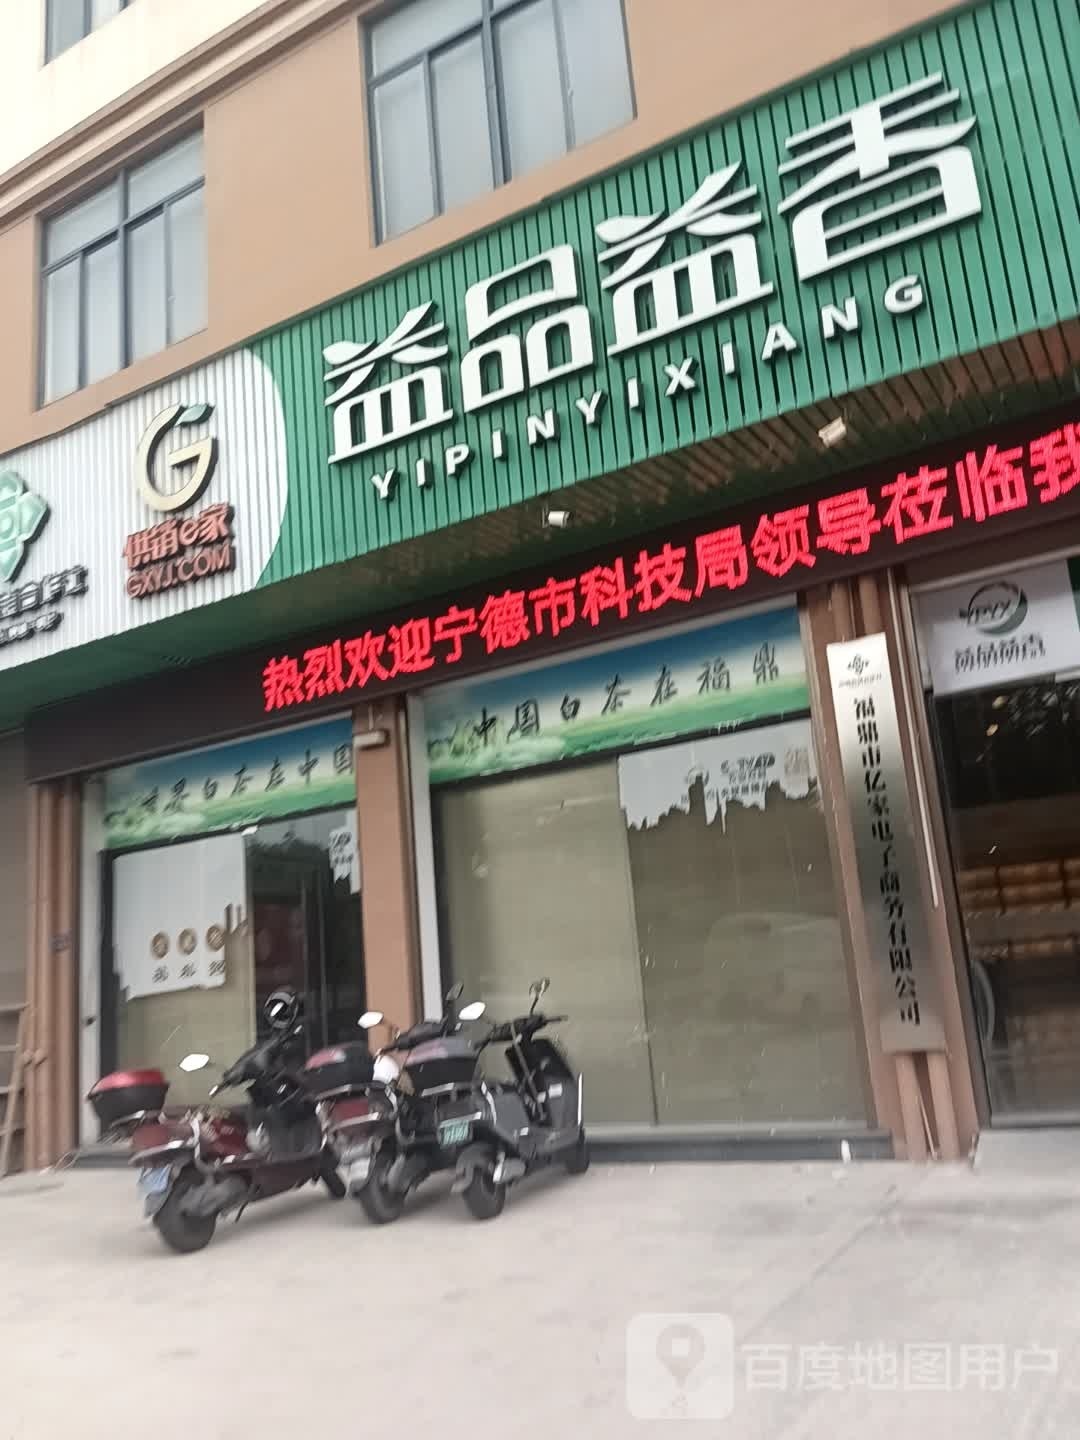 益品益香
YIPINYIXIANG
G
供销e家
GXYJ.COM
热烈欢迎宁德市科技局领导莅临我
中国白茶在福鼎
世界白茶在中国
YPYX
益品益香
福鼎市亿家电子商务有限公司
百度地图用户